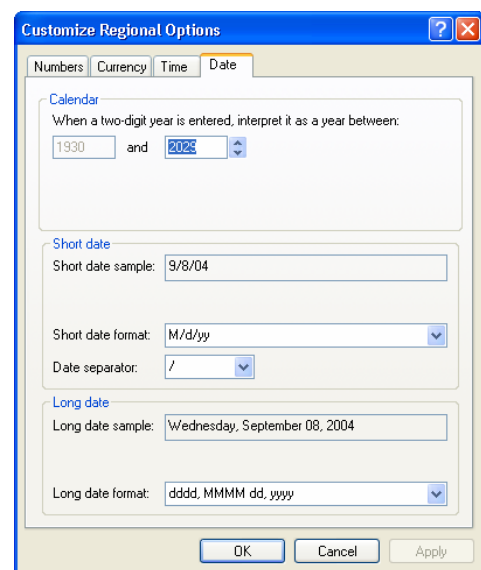 Customize Regional Options
Numbers Currency Time Date
Calendar
When a two-digit year is entered, interpret it as a year between:
1930 and 2029
Short date
Short date sample: 9/8/04
Short date format: M/d/yy
Date separator: /
Long date
Long date sample: Wednesday, September 08, 2004
Long date format: dddd, MMMM dd, yyyy
OK Cancel Apply